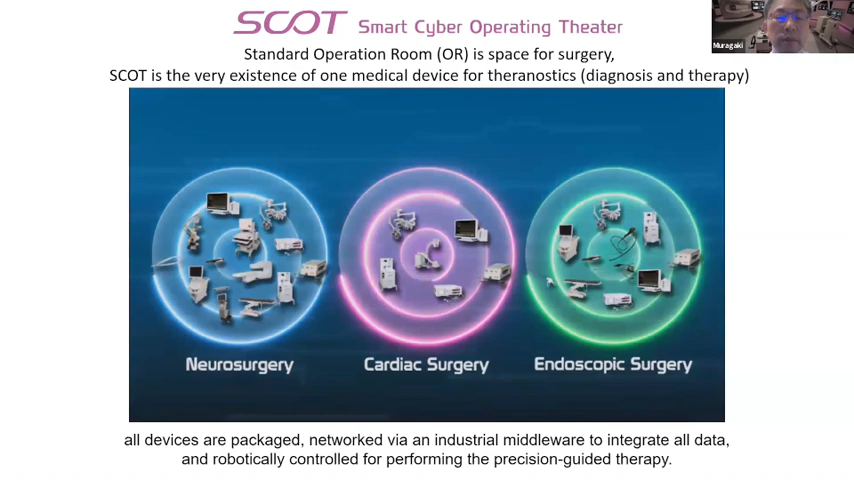 SCOT Smart Cyber Operating Theater
Muragaki
Standard Operation Room (OR) is space for surgery,
SCOT is the very existence of one medical device for theranostics (diagnosis and therapy)
Neurosurgery
Cardiac Surgery
Endoscopic Surgery
all devices are packaged, networked via an industrial middleware to integrate all data,
and robotically controlled for performing the precision-guided therapy.